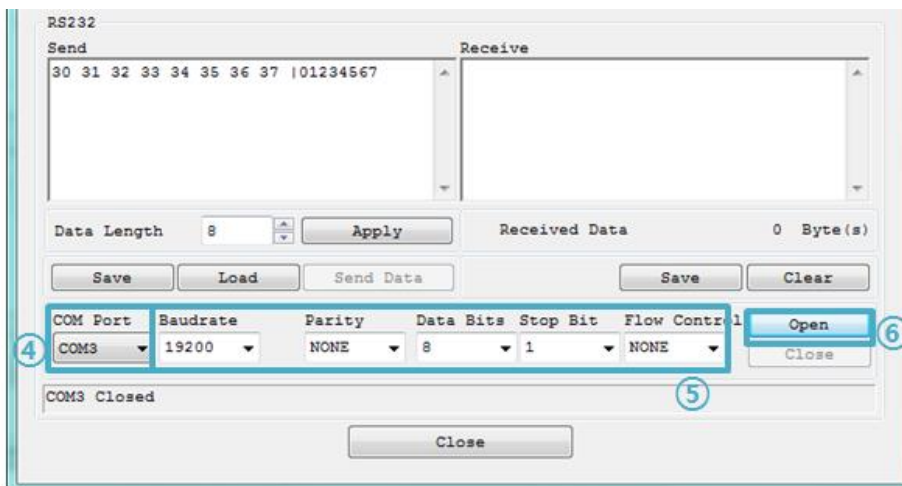 RS232
Send Receive
30 31 32 33 34 35 36 37 |01234567
Data Length 8 Apply Received Data 0 Byte(s)
Save Load Send Data Save Clear
COM Port Baudrate Parity Data Bits Stop Bit Flow Control Open
④ COM3 19200 NONE 8 1 NONE Close ⑥
⑤
COM3 Closed
Close